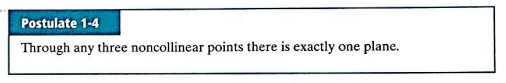 Postulate 1-4
Through any three noncollinear points there is exactly one plane.